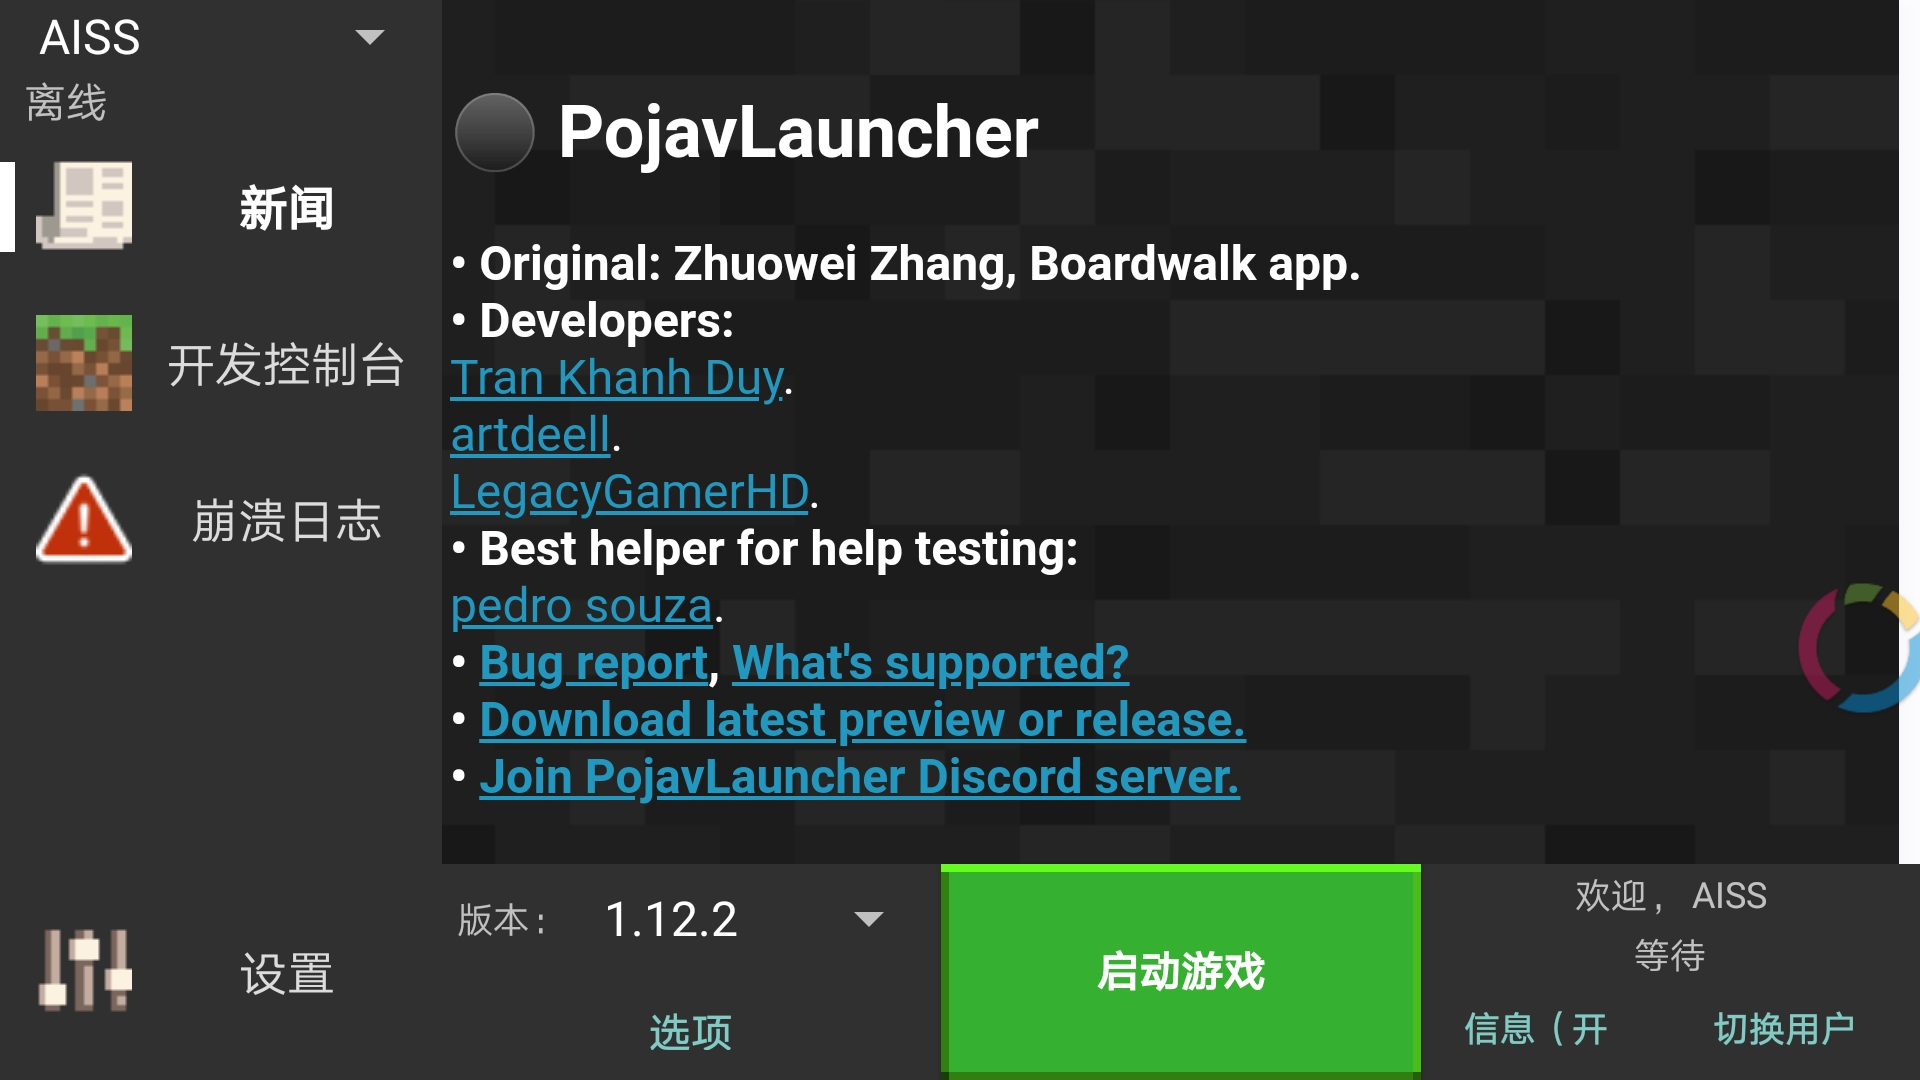 AISS
离线
新闻
开发控制台
崩溃日志
设置
PojavLauncher
• Original: Zhuowei Zhang, Boardwalk app.
• Developers:
Tran Khanh Duy.
artdeell.
LegacyGamerHD.
• Best helper for help testing:
pedro souza.
• Bug report, What's supported?
• Download latest preview or release.
• Join PojavLauncher Discord server.
版本: 1.12.2
选项
启动游戏
欢迎, AISS
等待
信息（开 切换用户